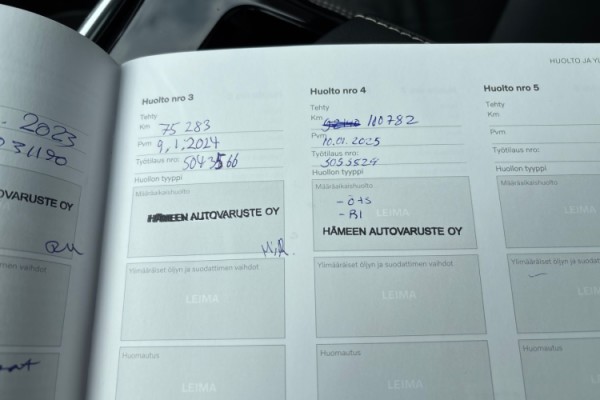 HUOLTO JA
2023
031190
OVARUSTE OY
Huolto nro 3
Tehty
Km 75 283
Pvm 9,1,2024
Työtilaus nro: 5043566
Huollon tyyppi
Määräaikaishuolto
HÄMEEN AUTOVARUSTE OY
Ylimääräiset öljyn ja suodattimen vaihdot
LEIMA
Huomautus
LEIMA
Huolto nro 4
Tehty
Km 110782
Pvm 10.01.2025
Työtilaus nro: 5055524
Huollon tyyppi
Määräaikaishuolto
LEIMA
- ö+s
HÄMEEN AUTOVARUSTE OY
Ylimääräiset öljyn ja suodattimen vaihdot
LEIMA
Huomautus
LEIMA
Huolto nro 5
Tehty
Km
Pvm
Työtilaus nro:
Huollon tyyppi
Määräaikaishuolto
LEIMA
Ylimääräiset öljyn ja suodattimen
LEIMA
Huomautus